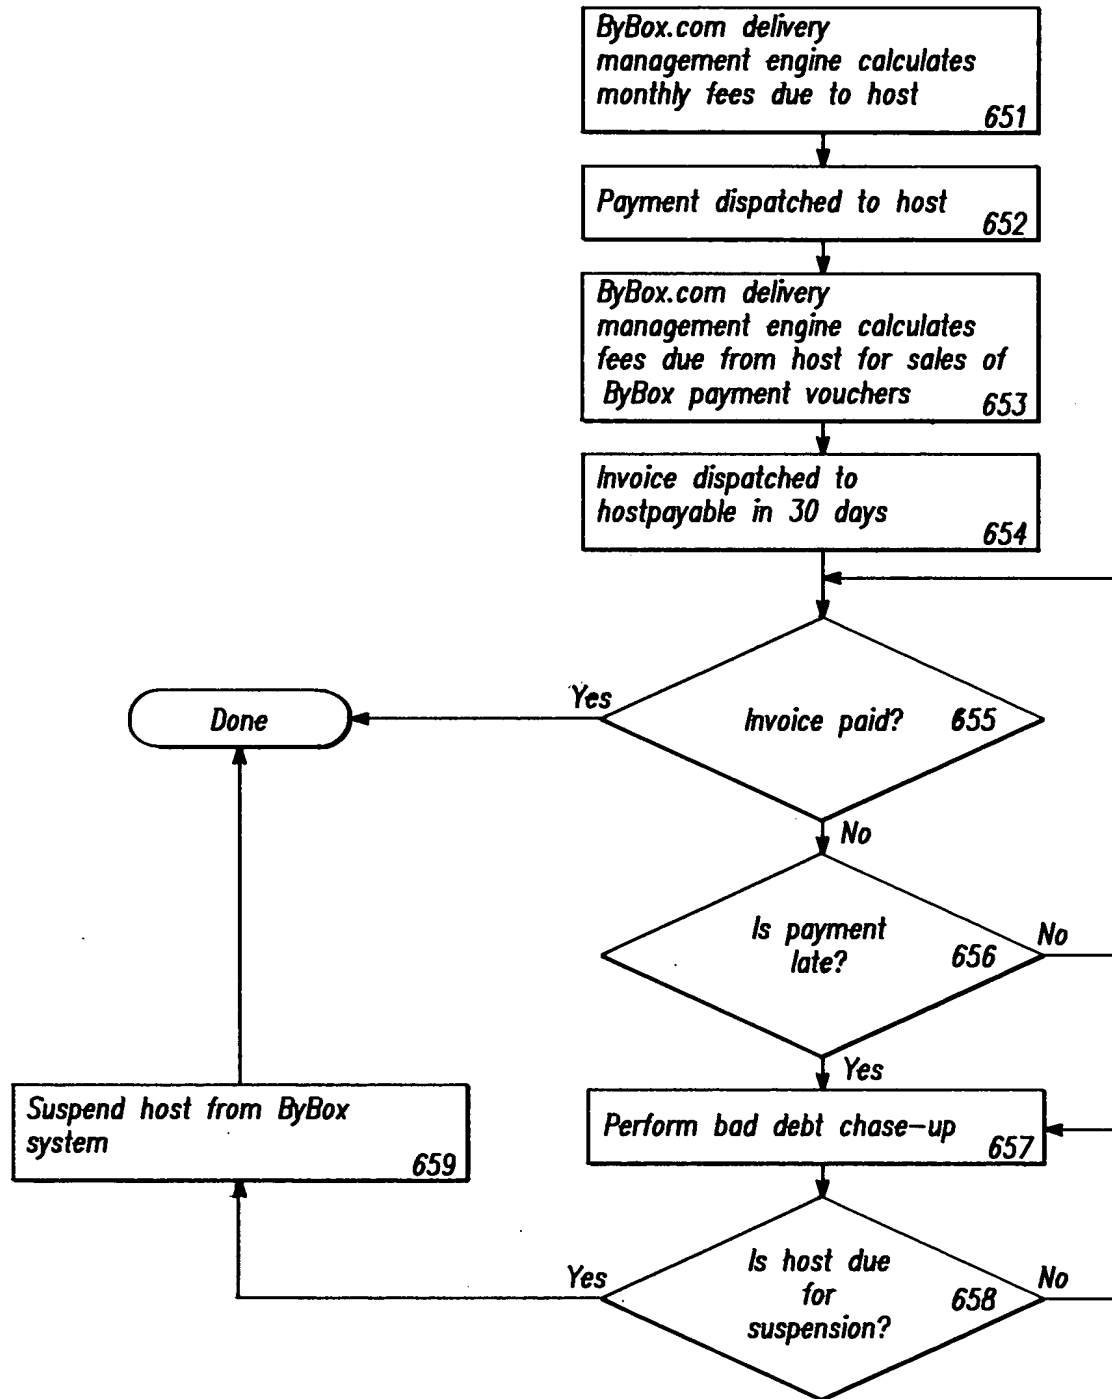 ByBox.com delivery
management engine calculates
monthly fees due to host
651
Payment dispatched to host
652
ByBox.com delivery
management engine calculates
fees due from host for sales of
ByBox payment vouchers
653
Invoice dispatched to
hostpayable in 30 days
654
Yes
Done
Invoice paid?
655
No
Is payment
late?
656
No
Yes
Suspend host from ByBox
system
659
Perform bad debt chase-up
657
Yes
Is host due
for
suspension?
658
No